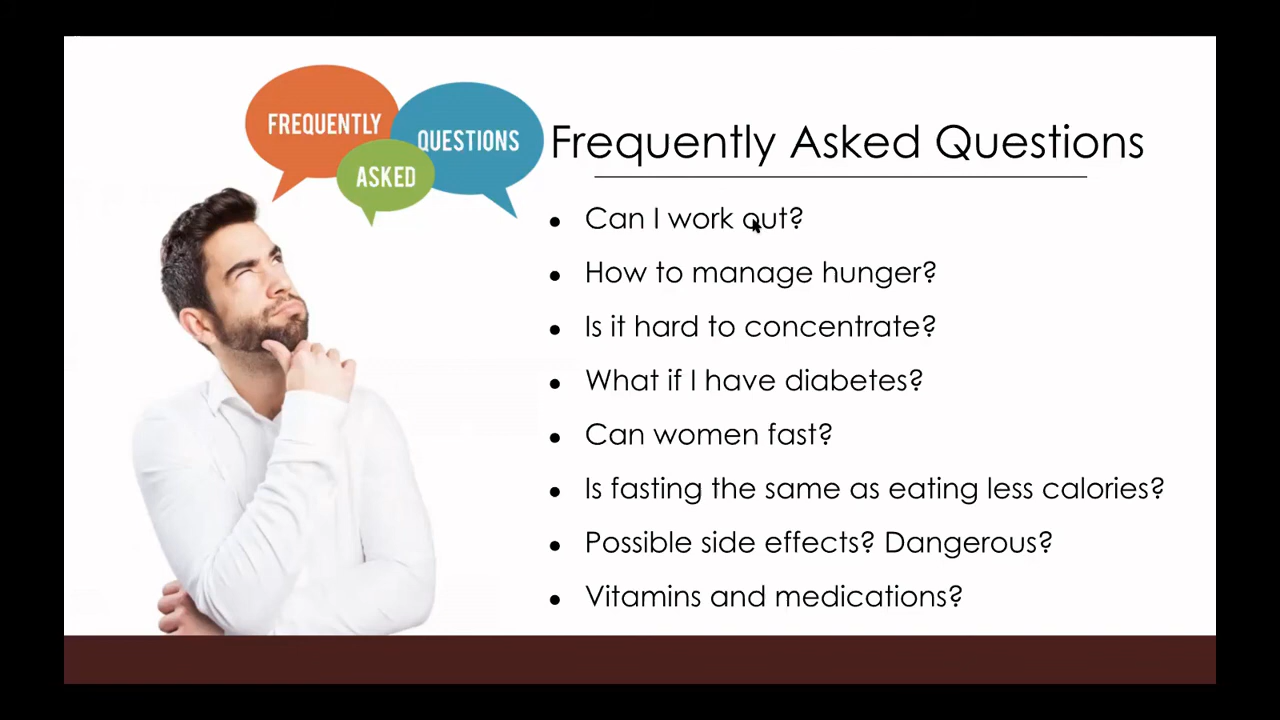 FREQUENTLY
ASKED
QUESTIONS
Frequently Asked Questions
• Can I work out?
• How to manage hunger?
• Is it hard to concentrate?
• What if I have diabetes?
• Can women fast?
• Is fasting the same as eating less calories?
• Possible side effects? Dangerous?
• Vitamins and medications?